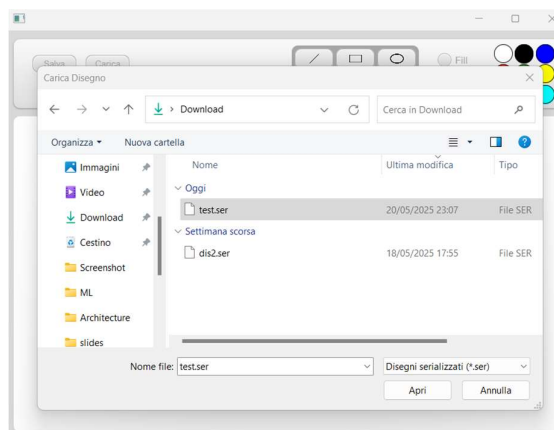 Salva Carica Fill
Carica Disegno
Download Cerca in Download
Organizza Nuova cartella
Nome Ultima modifica Tipo
Immagini
Video
Download
Cestino
Screenshot
ML
Architecture
slides
Oggi
test.ser 20/05/2025 23:07 File SER
Settimana scorsa
dis2.ser 18/05/2025 17:55 File SER
Nome file: test.ser Disegni serializzati (*.ser)
Apri Annulla